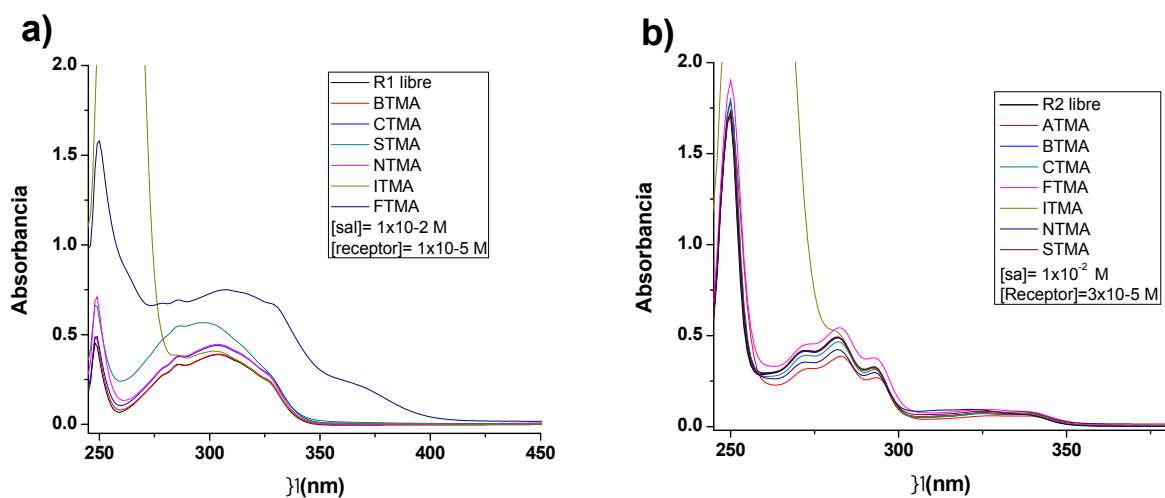 a)
2.0
1.5
1.0
0.5
0.0
Absorbancia
R1 libre
BTMA
CTMA
STMA
NTMA
ITMA
FTMA
[sal]= 1x10-2 M
[receptor]= 1x10-5 M
250 300 350 400 450
}ו(nm)
b)
2.0
1.5
1.0
0.5
0.0
Absorbancia
R2 libre
ATMA
BTMA
CTMA
FTMA
ITMA
NTMA
STMA
[sa]= 1x10⁻² M
[Receptor]=3x10-5 M
250 300 350
}ו(nm)